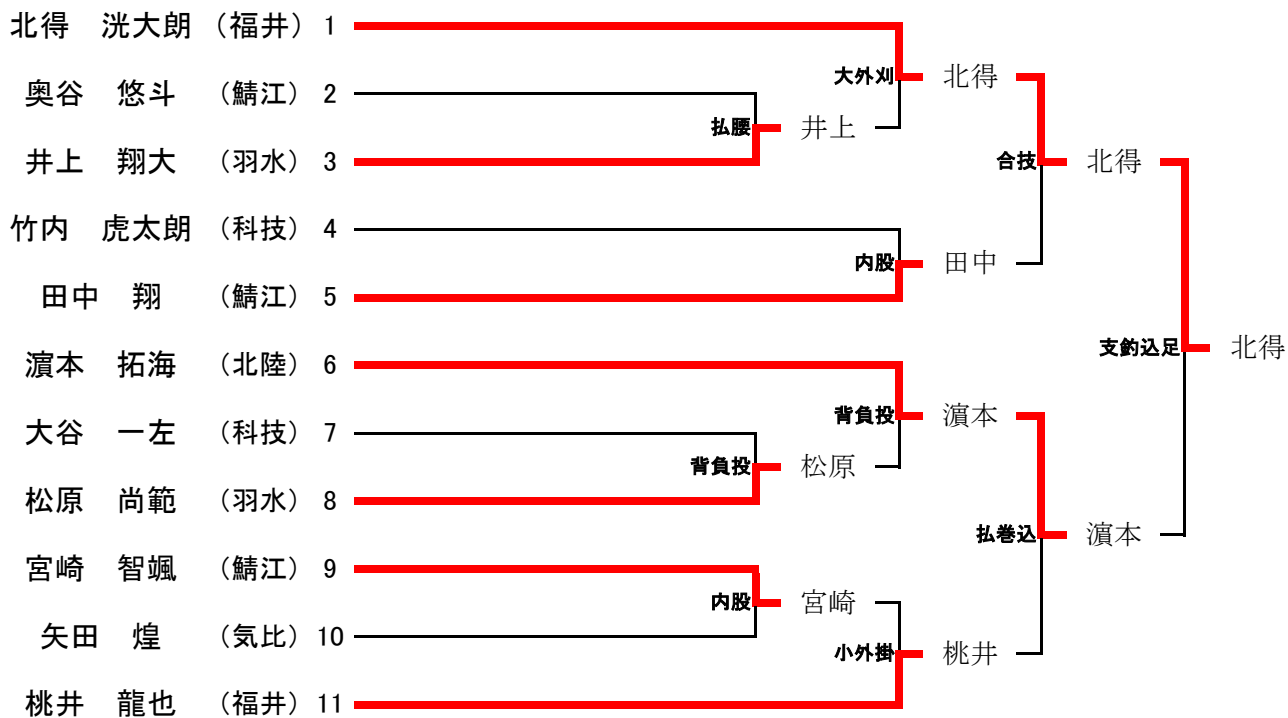 北得　洸大朗 （福井） 1
大外刈 北得
奥谷　悠斗 （鯖江） 2
払腰 井上
井上　翔大 （羽水） 3
合技 北得
竹内　虎太朗 （科技） 4
内股 田中
田中　翔 （鯖江） 5
支釣込足 北得
濵本　拓海 （北陸） 6
背負投 濵本
大谷　一左 （科技） 7
背負投 松原
松原　尚範 （羽水） 8
払巻込 濵本
宮崎　智颯 （鯖江） 9
内股 宮崎
矢田　煌 （気比） 10
小外掛 桃井
桃井　龍也 （福井） 11